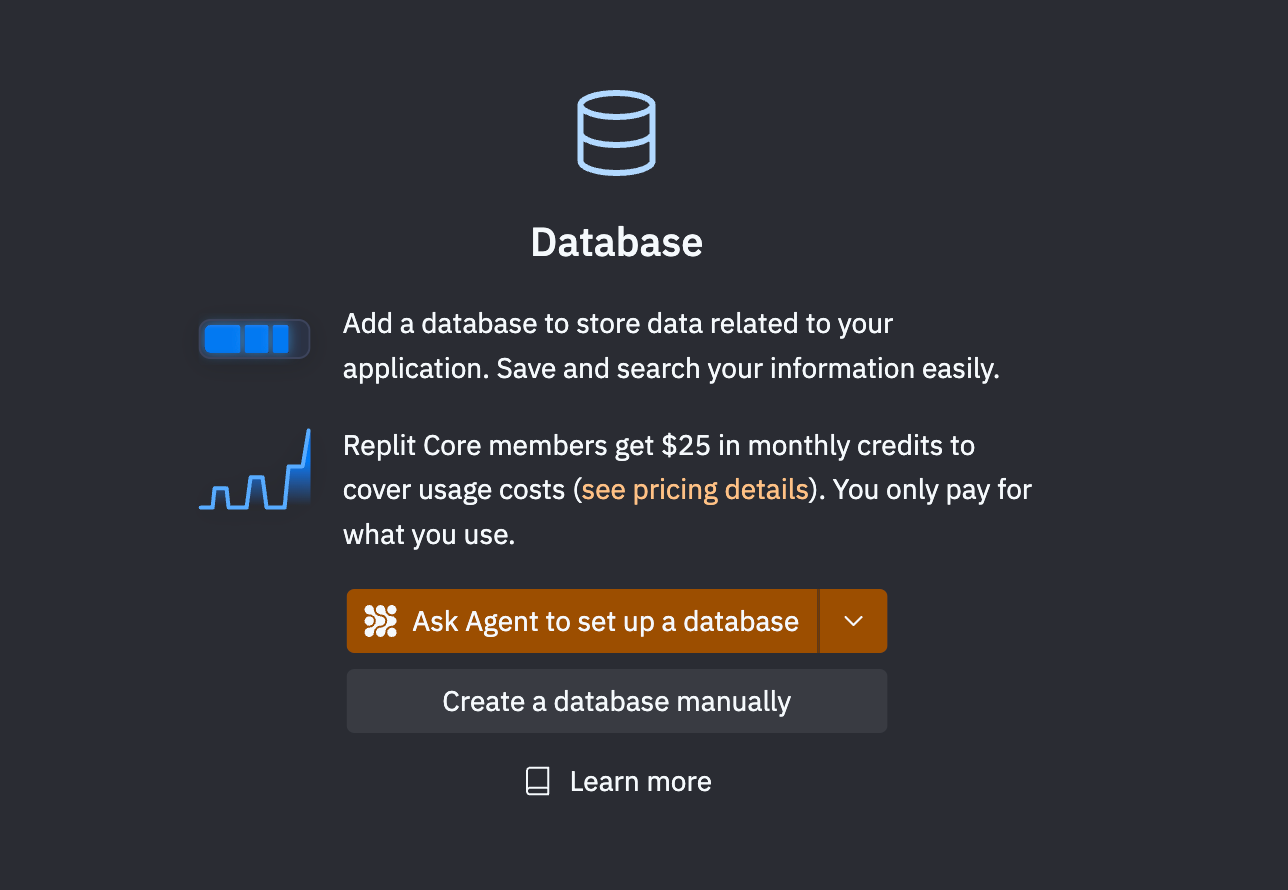 Database
Add a database to store data related to your
application. Save and search your information easily.
Replit Core members get $25 in monthly credits to
cover usage costs (see pricing details). You only pay for
what you use.
Ask Agent to set up a database
Create a database manually
Learn more